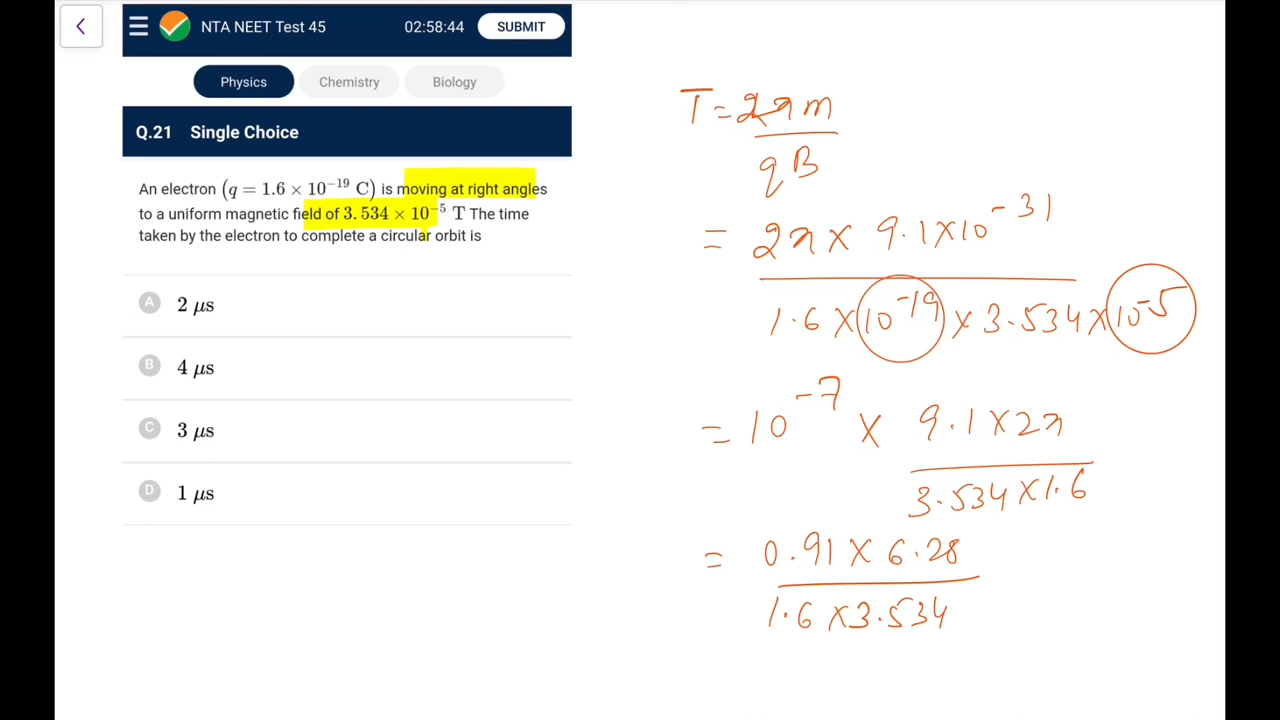 NTA NEET Test 45 02:58:44 SUBMIT
Physics Chemistry Biology
Q.21 Single Choice
An electron (q = 1.6 × 10⁻¹⁹ C) is moving at right angles
to a uniform magnetic field of 3.534 × 10⁻⁵ T The time
taken by the electron to complete a circular orbit is
A 2 μs
B 4 μs
C 3 μs
D 1 μs
T = 2πm
qB
= 2π × 9.1 × 10⁻³¹
1.6 × 10⁻¹⁹ × 3.534 × 10⁻⁵
= 10⁻⁷ × 9.1 × 2π
3.534 × 1.6
= 0.91 × 6.28
1.6 × 3.534